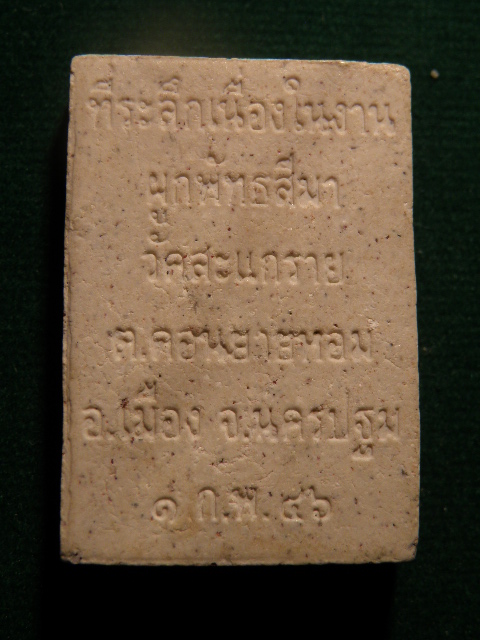 ที่ระลึกเนื่องในงาน
ผูกพัทธสีมา
วัดสะแกราย
ต.ดอนยายหอม
อ.เมือง จ.นครปฐม
๑ ก.พ. ๔๖